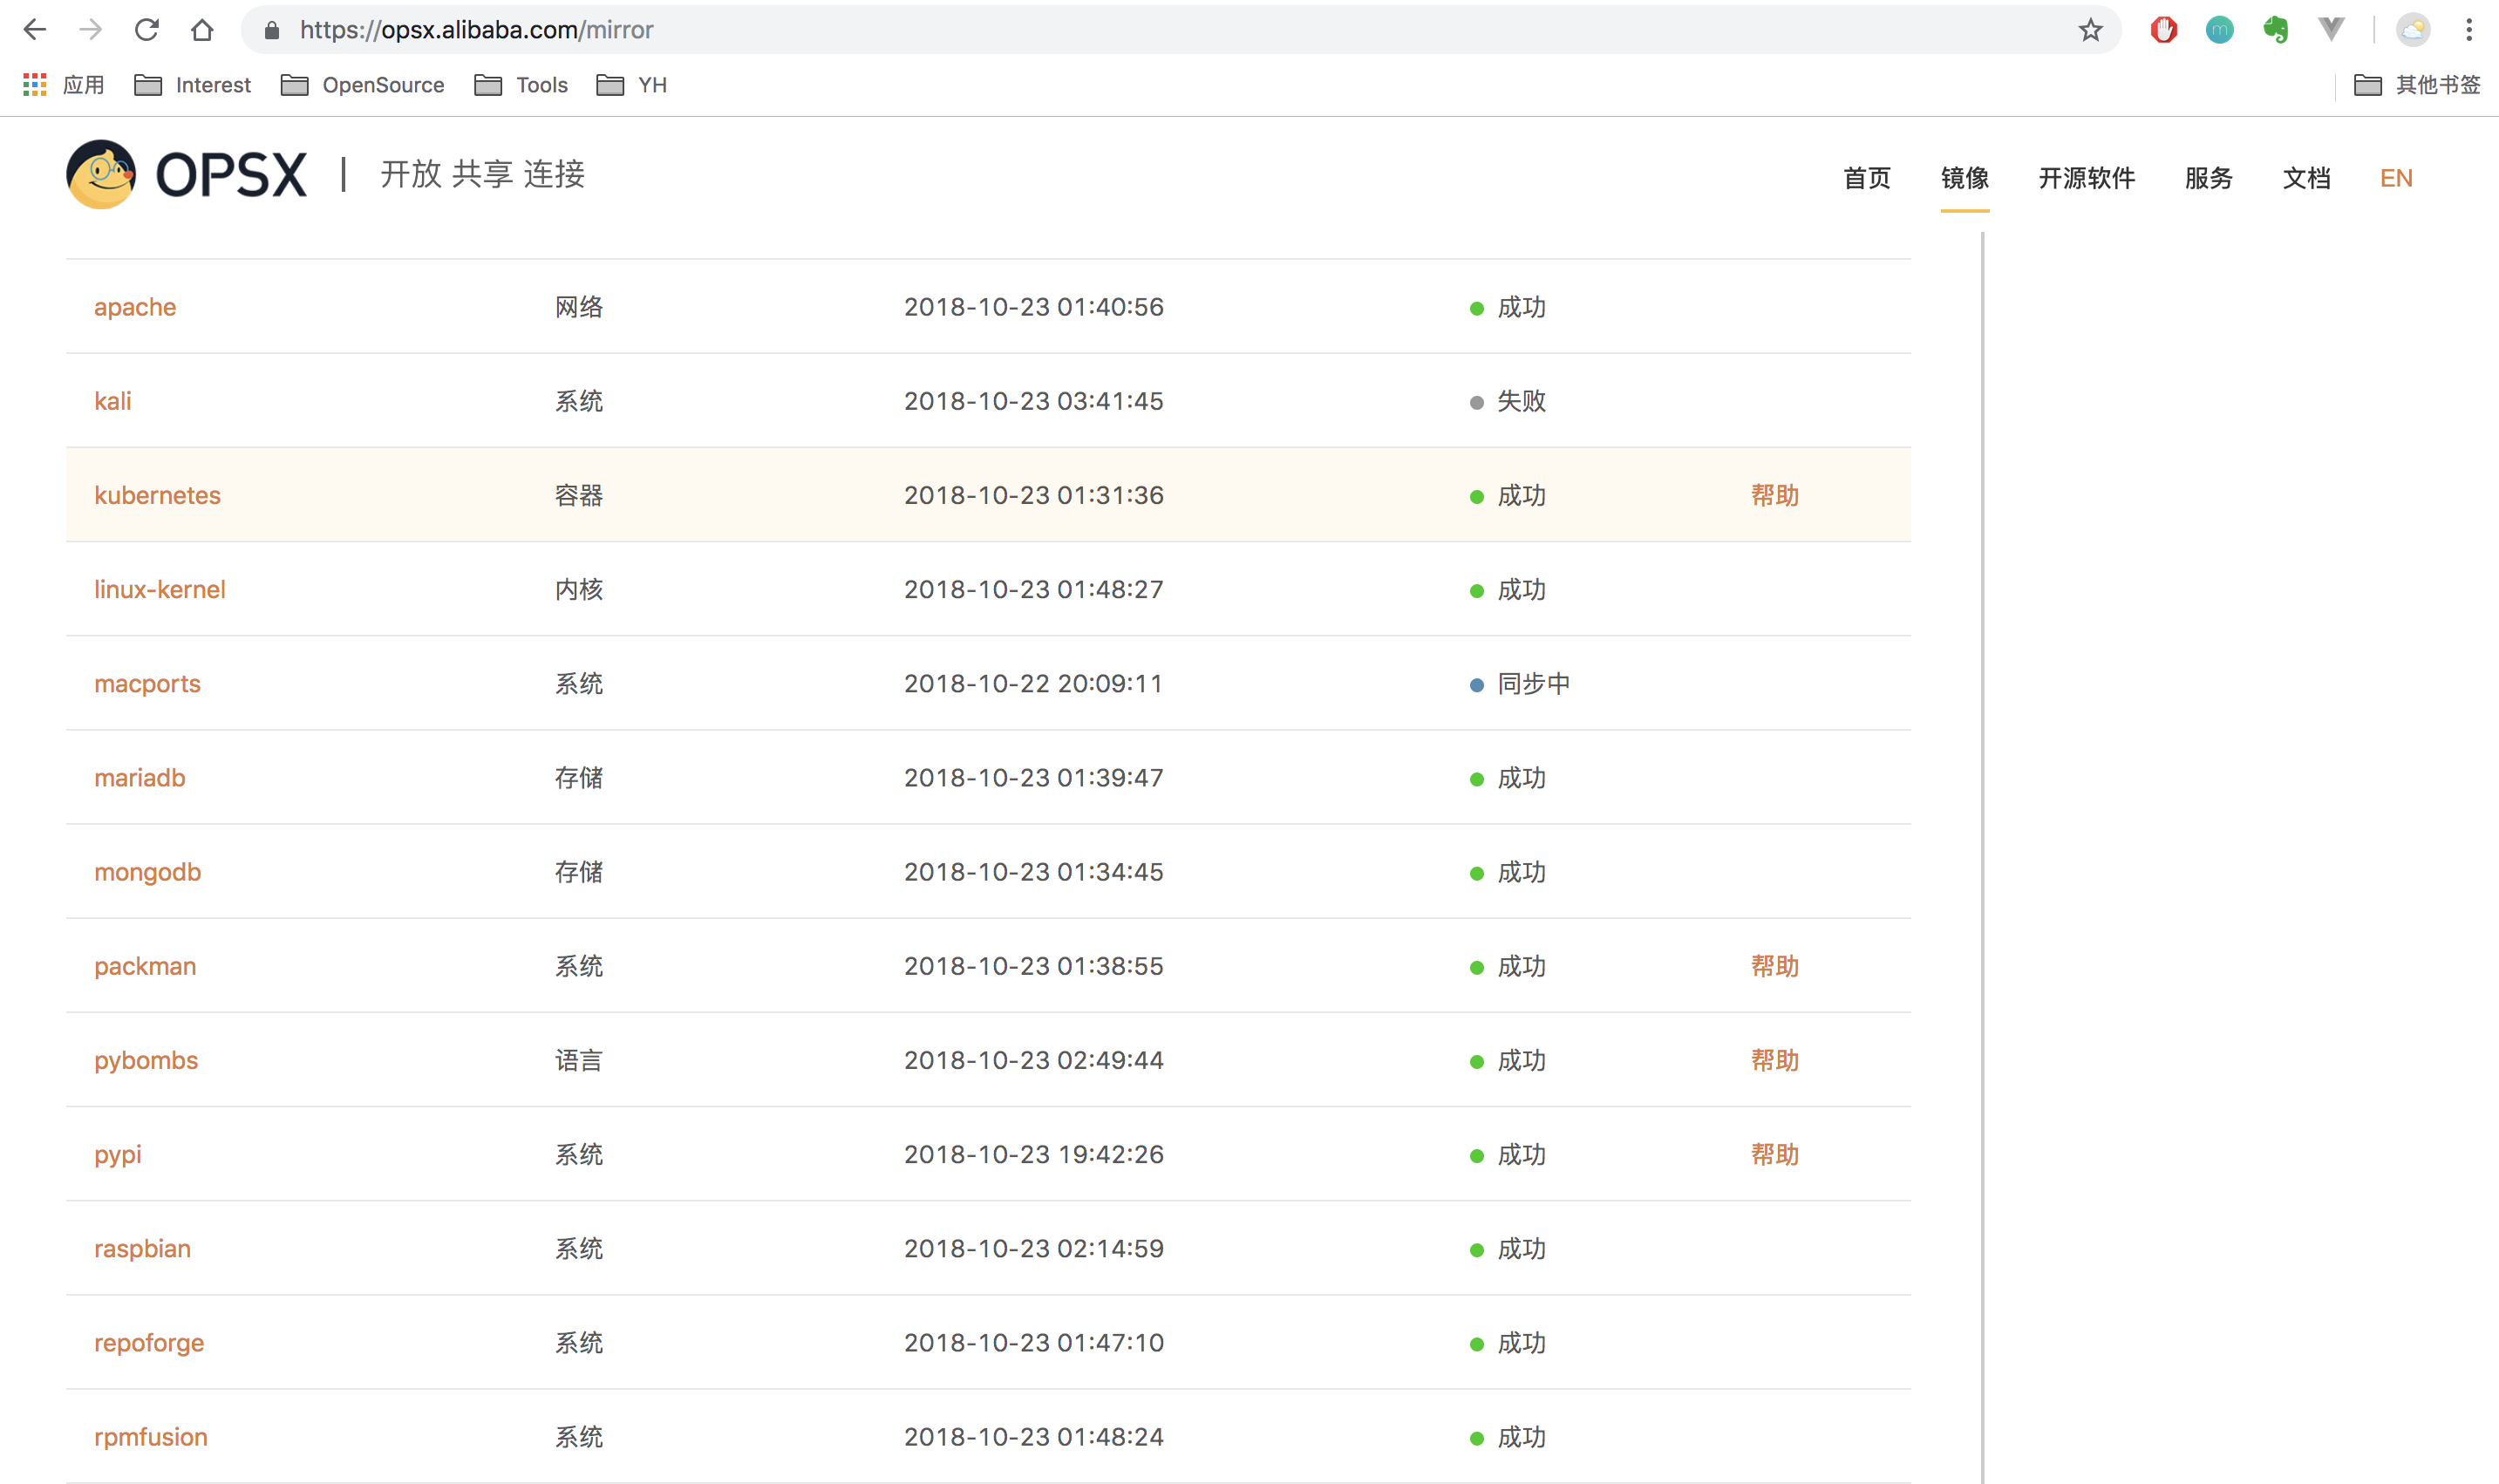 https://opsx.alibaba.com/mirror
应用 Interest OpenSource Tools YH 其他书签
OPSX | 开放 共享 连接 首页 镜像 开源软件 服务 文档 EN
apache 网络 2018-10-23 01:40:56 成功
kali 系统 2018-10-23 03:41:45 失败
kubernetes 容器 2018-10-23 01:31:36 成功 帮助
linux-kernel 内核 2018-10-23 01:48:27 成功
macports 系统 2018-10-22 20:09:11 同步中
mariadb 存储 2018-10-23 01:39:47 成功
mongodb 存储 2018-10-23 01:34:45 成功
packman 系统 2018-10-23 01:38:55 成功 帮助
pybombs 语言 2018-10-23 02:49:44 成功 帮助
pypi 系统 2018-10-23 19:42:26 成功 帮助
raspbian 系统 2018-10-23 02:14:59 成功
repoforge 系统 2018-10-23 01:47:10 成功
rpmfusion 系统 2018-10-23 01:48:24 成功